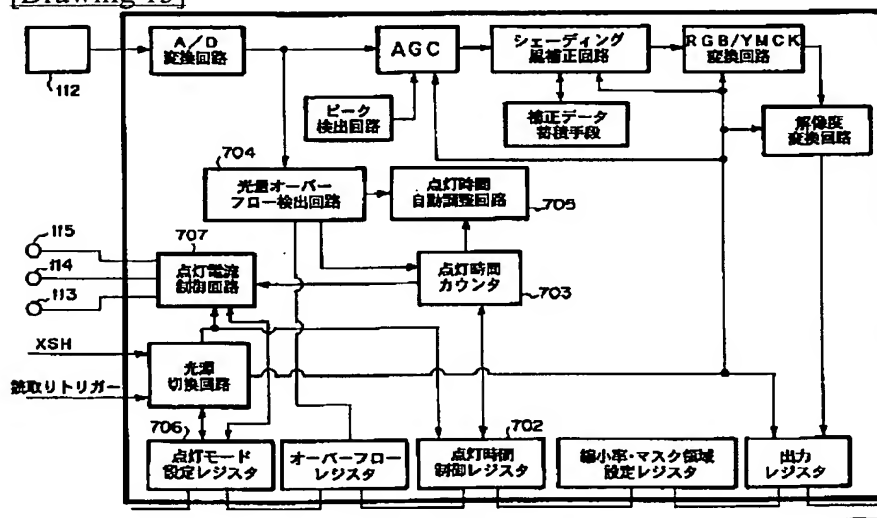 [Drawing 13]
A/D
変換回路
112
AGC
シェーディング
風補正回路
RGB/YMCK
変換回路
ピーク
検出回路
補正データ
蓄積手段
解像度
変換回路
704
光量オーバー
フロー検出回路
点灯時間
自動調整回路
705
115
114
113
707
点灯電流
制御回路
点灯時間
カウンタ
703
XSH
読取りトリガー
光源
切換回路
706
点灯モード
設定レジスタ
オーバーフロー
レジスタ
702
点灯時間
制御レジスタ
縮小率・マスク領域
設定レジスタ
出力
レジスタ